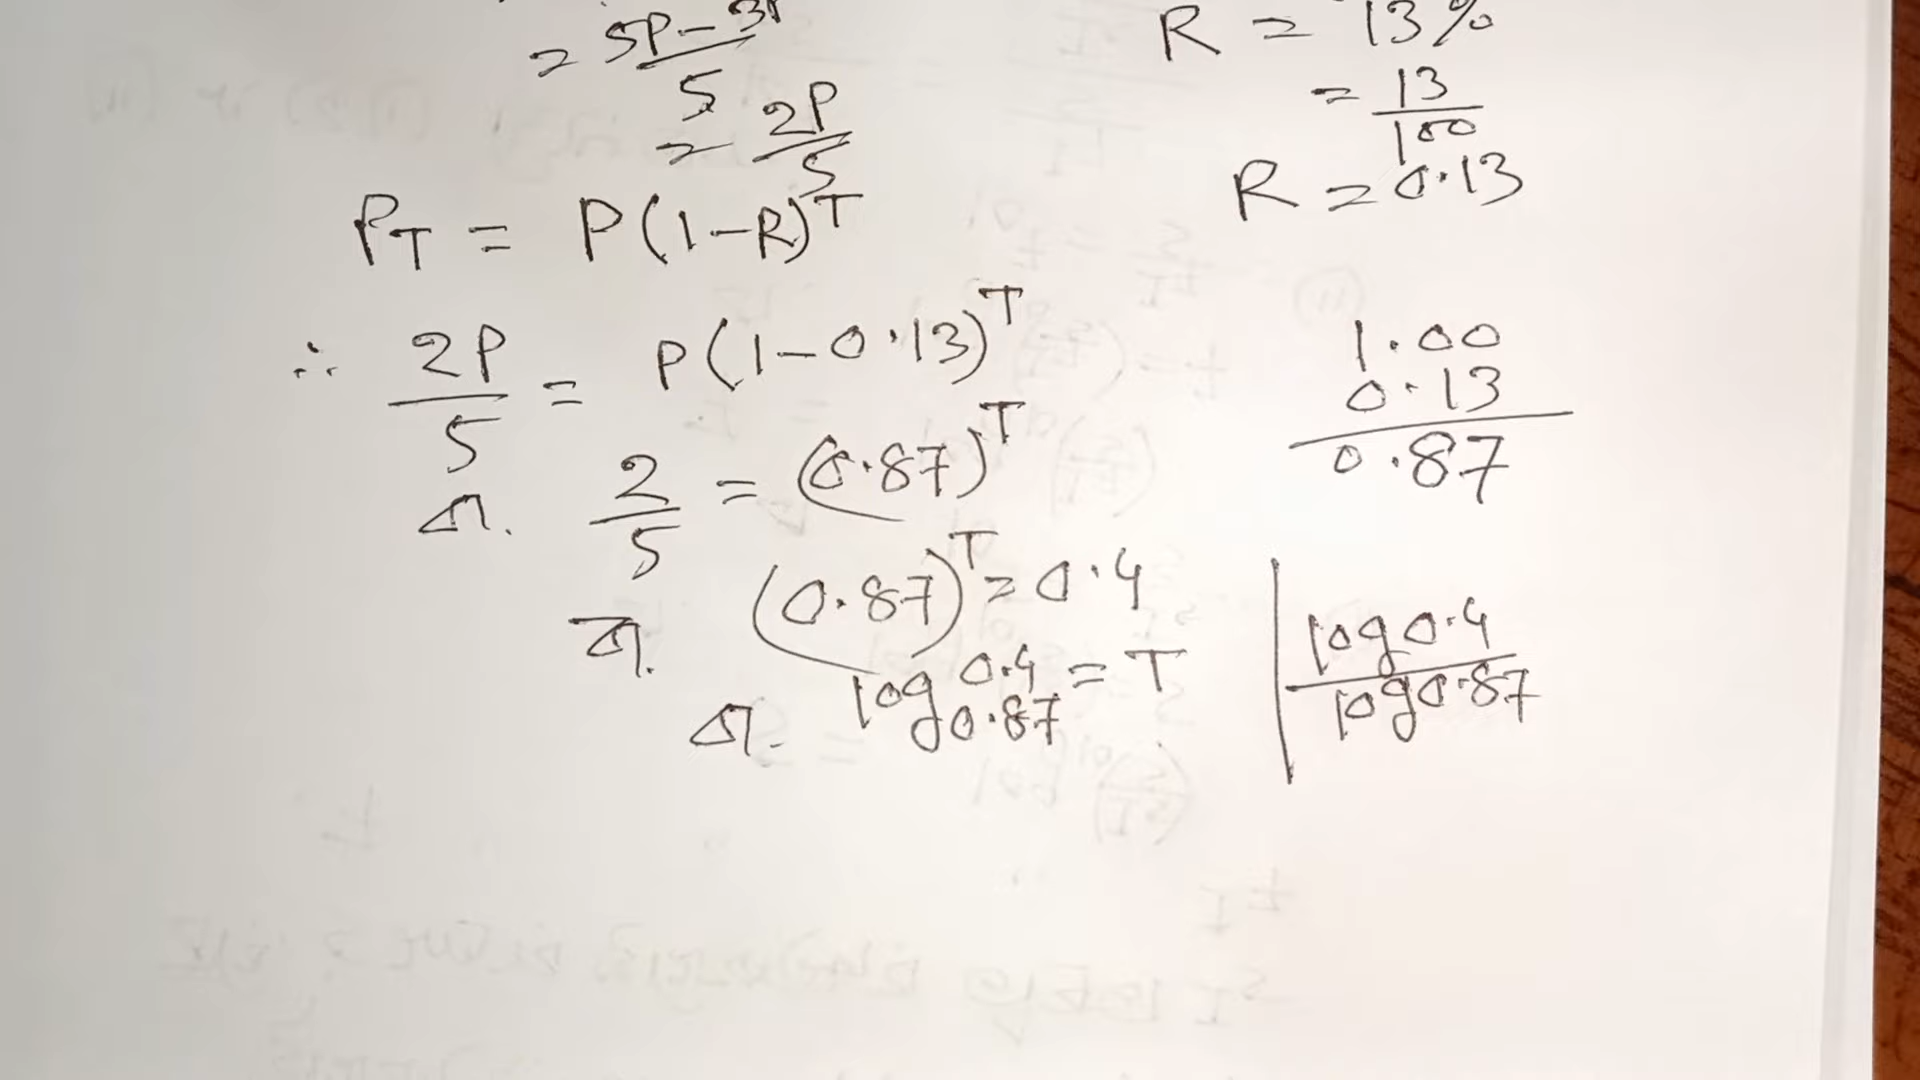 = 5P-3P/5
= 2P/5
P_T = P(1-R)^T
∴ 2P/5 = P(1-0.13)^T
বা. 2/5 = (0.87)^T
বা. (0.87)^T = 0.4
বা. log_0.87 0.4 = T
R = 13%
= 13/100
R = 0.13
1.00
0.13
0.87
log 0.4/log 0.87